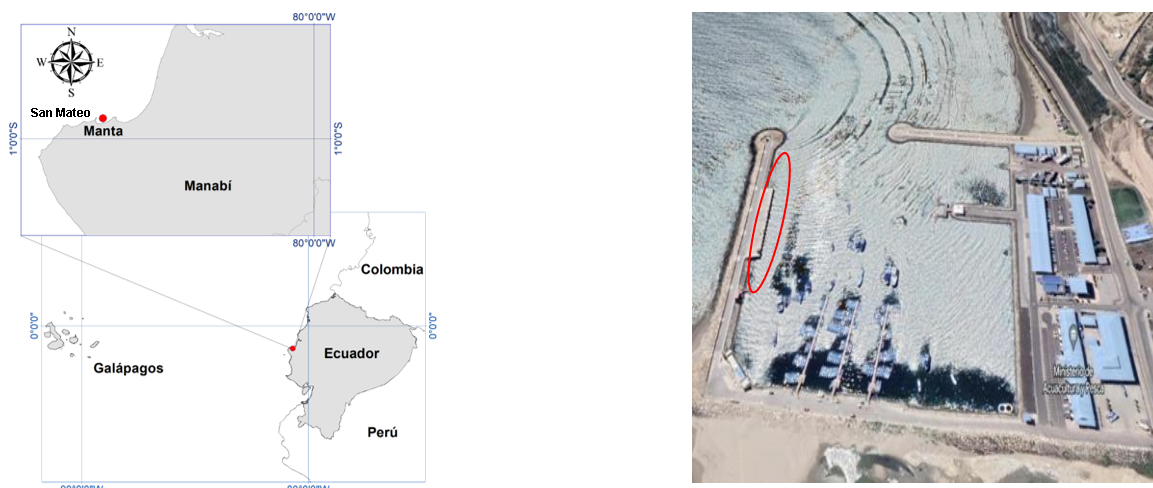 80°0'0"W
N
W
E
S
San Mateo
Manta
1°0'0"S
1°0'0"S
Manabí
80°0'0"W
Colombia
0°0'0"
0°0'0"
Ecuador
Galápagos
Perú
Ministerio de
Acuacultura y Pesca